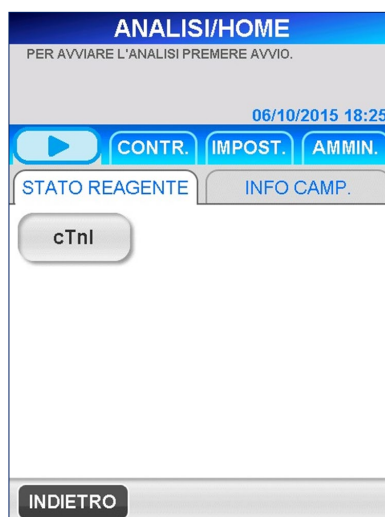 ANALISI/HOME
PER AVVIARE L'ANALISI PREMERE AVVIO.
06/10/2015 18:25
CONTR. IMPOST. AMMIN.
STATO REAGENTE INFO CAMP.
cTnI
INDIETRO